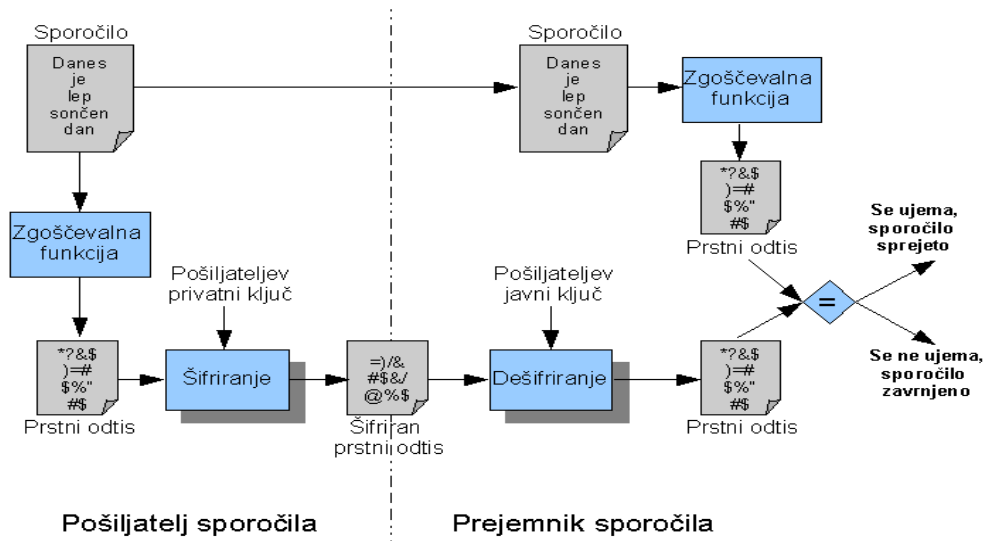 Sporočilo
Danes
je
lep
sončen
dan
Zgoščevalna
funkcija
*?&$
)=#
$%"
#$
Prstni odtis
Pošiljateljev
privatni ključ
Šifriranje
=)/&
#$&/
@%$
Šifriran
prstni odtis
Sporočilo
Danes
je
lep
sončen
dan
Zgoščevalna
funkcija
*?&$
)=#
$%"
#$
Prstni odtis
Pošiljateljev
javni ključ
Dešifriranje
*?&$
)=#
$%"
#$
Prstni odtis
=
Se ujema,
sporočilo
sprejeto
Se ne ujema,
sporočilo
zavrnjeno
Pošiljatelj sporočila
Prejemnik sporočila